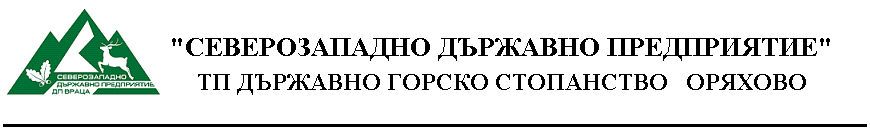 СЕВЕРОЗАПАДНО
ДЪРЖАВНО ПРЕДПРИЯТИЕ
ДП ВРАЦА
"СЕВЕРОЗАПАДНО ДЪРЖАВНО ПРЕДПРИЯТИЕ"
ТП ДЪРЖАВНО ГОРСКО СТОПАНСТВО ОРЯХОВО